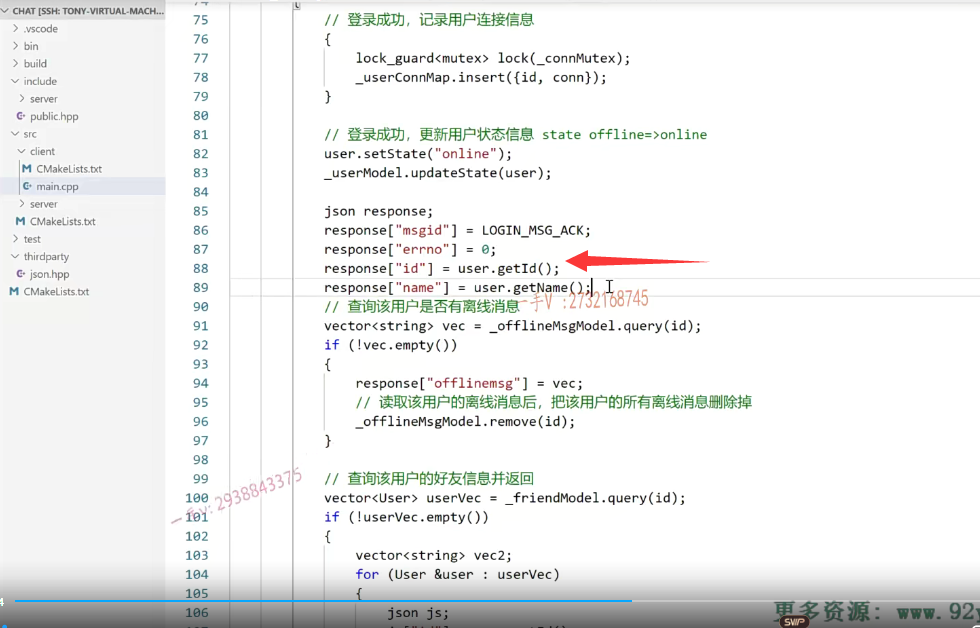 CHAT [SSH: TONY-VIRTUAL-MACH...
.vscode
bin
build
include
server
public.hpp
src
client
CMakeLists.txt
main.cpp
server
CMakeLists.txt
test
thirdparty
json.hpp
CMakeLists.txt
74 {
75 // 登录成功，记录用户连接信息
76 {
77 lock_guard<mutex> lock(_connMutex);
78 _userConnMap.insert({id, conn});
79 }
80
81 // 登录成功，更新用户状态信息 state offline=>online
82 user.setState("online");
83 _userModel.updateState(user);
84
85 json response;
86 response["msgid"] = LOGIN_MSG_ACK;
87 response["errno"] = 0;
88 response["id"] = user.getId();
89 response["name"] = user.getName();
一手V :2732168745
90 // 查询该用户是否有离线消息
91 vector<string> vec = _offlineMsgModel.query(id);
92 if (!vec.empty())
93 {
94 response["offlinemsg"] = vec;
95 // 读取该用户的离线消息后，把该用户的所有离线消息删除掉
96 _offlineMsgModel.remove(id);
97 }
98
99 // 查询该用户的好友信息并返回
100 vector<User> userVec = _friendModel.query(id);
一手v: 2938843375
101 if (!userVec.empty())
102 {
103 vector<string> vec2;
104 for (User &user : userVec)
105 {
106 json js;
4
更多资源：www.92
SVIP